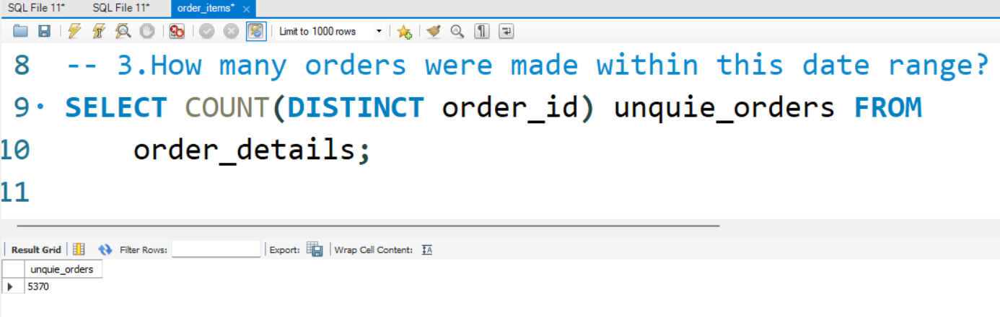 SQL File 11*  SQL File 11*  order_items*
Limit to 1000 rows
8 -- 3.How many orders were made within this date range?
9 SELECT COUNT(DISTINCT order_id) unquie_orders FROM
10 order_details;
11
Result Grid Filter Rows: Export: Wrap Cell Content:
unquie_orders
5370